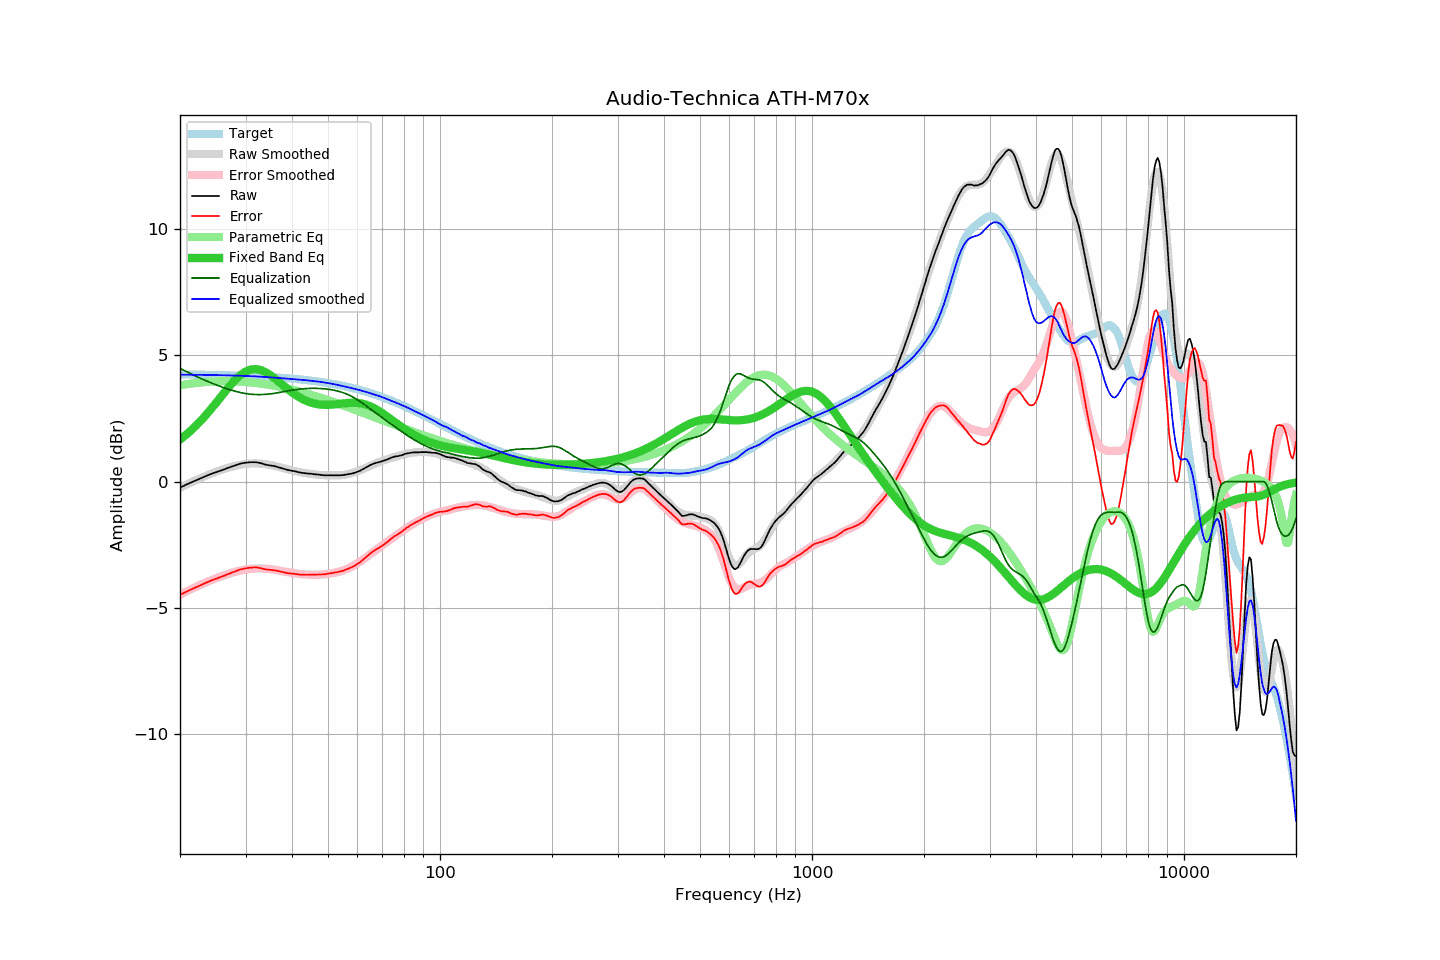 Audio-Technica ATH-M70x
Target
Raw Smoothed
Error Smoothed
Raw
Error
Parametric Eq
Fixed Band Eq
Equalization
Equalized smoothed
10
5
0
−5
−10
Amplitude (dBr)
100
1000
10000
Frequency (Hz)